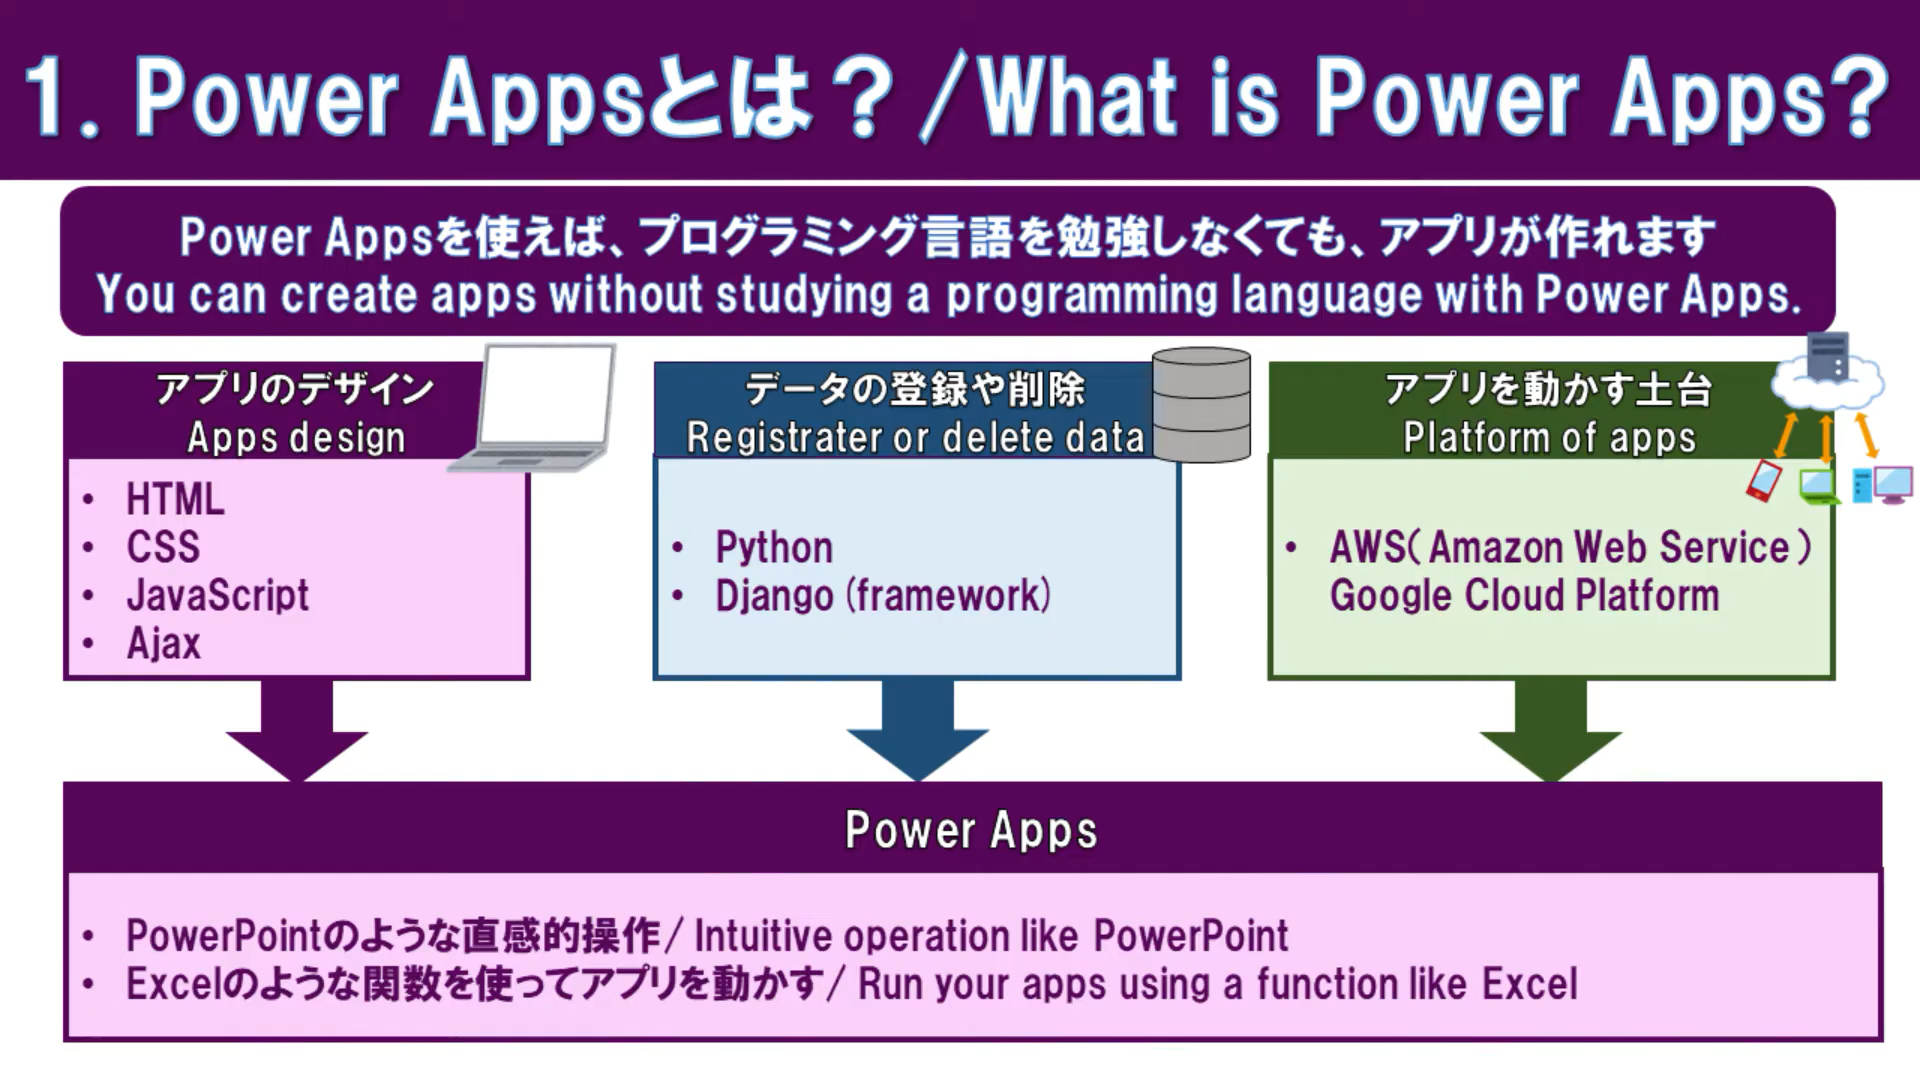 1. Power Appsとは？/What is Power Apps?
Power Appsを使えば、プログラミング言語を勉強しなくても、アプリが作れます
You can create apps without studying a programming language with Power Apps.
アプリのデザイン
Apps design
• HTML
• CSS
• JavaScript
• Ajax
データの登録や削除
Registrater or delete data
• Python
• Django (framework)
アプリを動かす土台
Platform of apps
• AWS（Amazon Web Service）
Google Cloud Platform
Power Apps
• PowerPointのような直感的操作/ Intuitive operation like PowerPoint
• Excelのような関数を使ってアプリを動かす/ Run your apps using a function like Excel